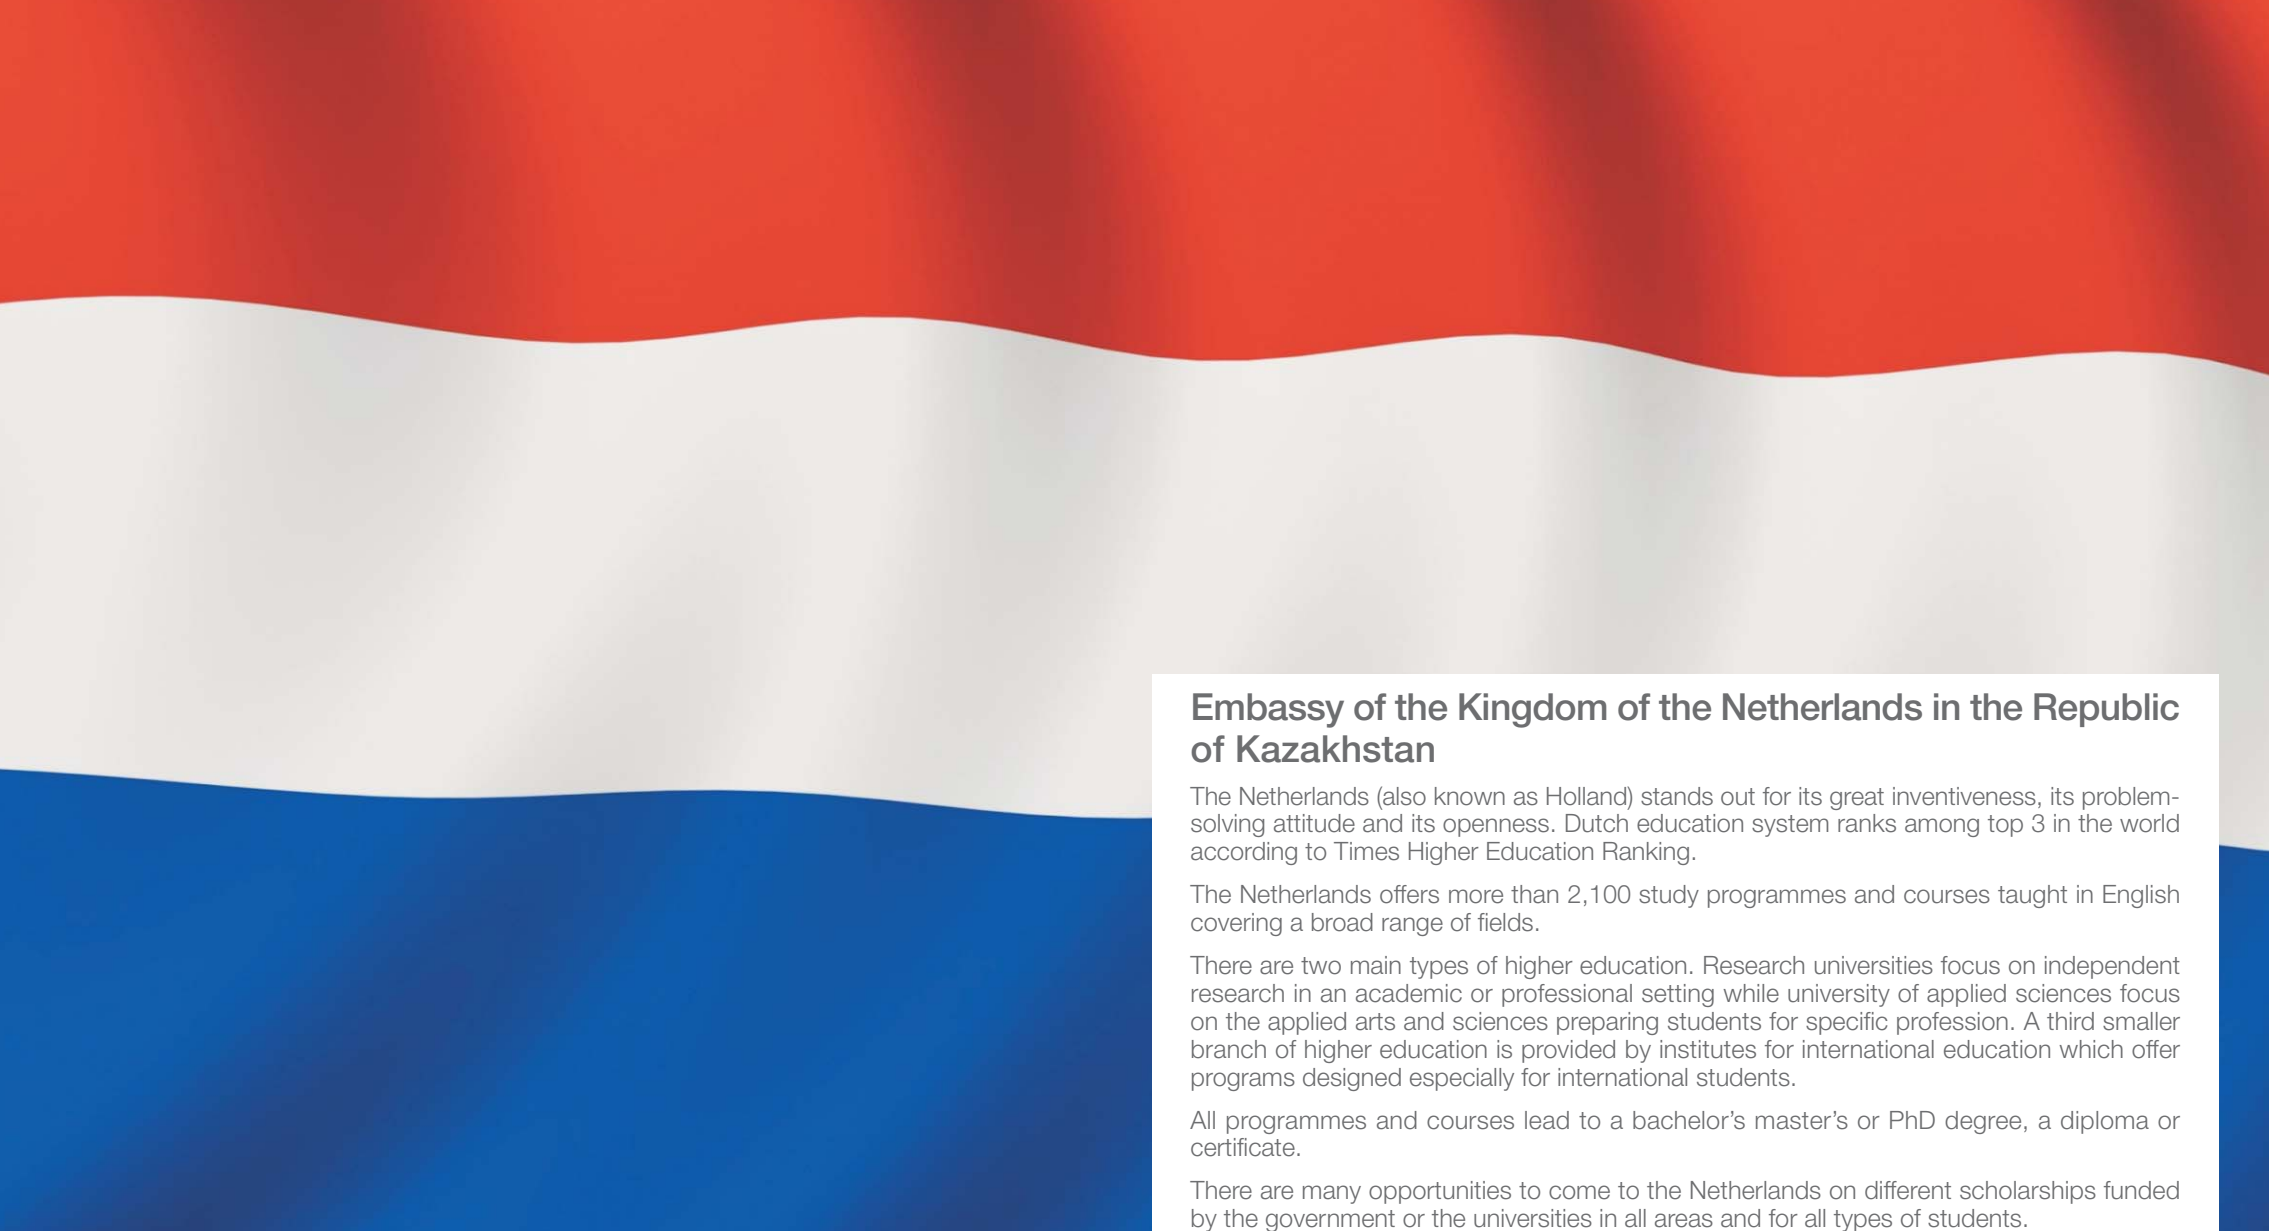 Embassy of the Kingdom of the Netherlands in the Republic
of Kazakhstan
The Netherlands (also known as Holland) stands out for its great inventiveness, its problem-
solving attitude and its openness. Dutch education system ranks among top 3 in the world
according to Times Higher Education Ranking.
The Netherlands offers more than 2,100 study programmes and courses taught in English
covering a broad range of fields.
There are two main types of higher education. Research universities focus on independent
research in an academic or professional setting while university of applied sciences focus
on the applied arts and sciences preparing students for specific profession. A third smaller
branch of higher education is provided by institutes for international education which offer
programs designed especially for international students.
All programmes and courses lead to a bachelor’s master’s or PhD degree, a diploma or
certificate.
There are many opportunities to come to the Netherlands on different scholarships funded
by the government or the universities in all areas and for all types of students.